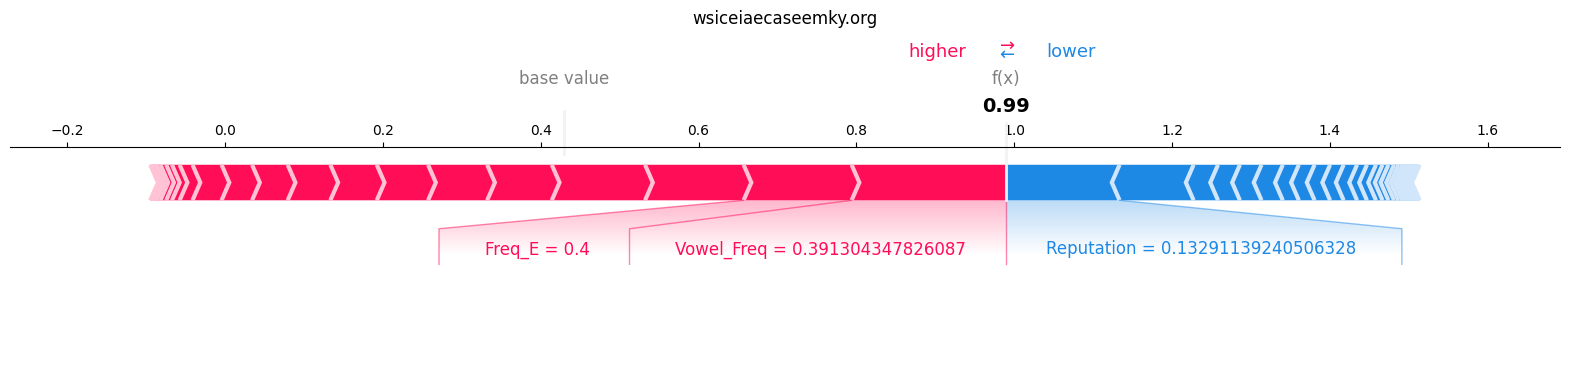 wsiceiaecaseemky.org
higher → ← lower
base value f(x)
0.99
−0.2 0.0 0.2 0.4 0.6 0.8 1.0 1.2 1.4 1.6
Freq_E = 0.4 Vowel_Freq = 0.391304347826087 Reputation = 0.13291139240506328